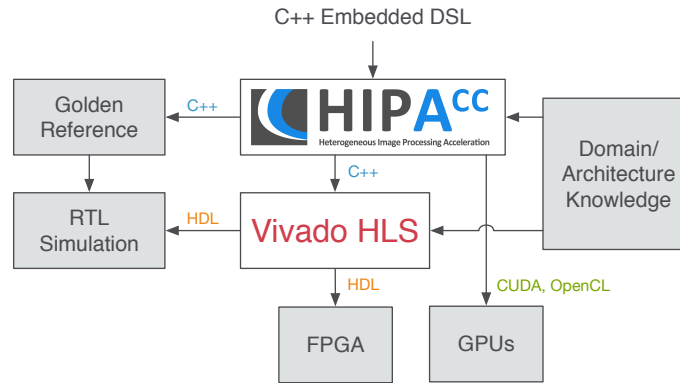 C++ Embedded DSL
Golden
Reference
C++
HIPACC
Heterogeneous Image Processing Acceleration
Domain/
Architecture
Knowledge
C++
RTL
Simulation
HDL
Vivado HLS
HDL
CUDA, OpenCL
FPGA
GPUs